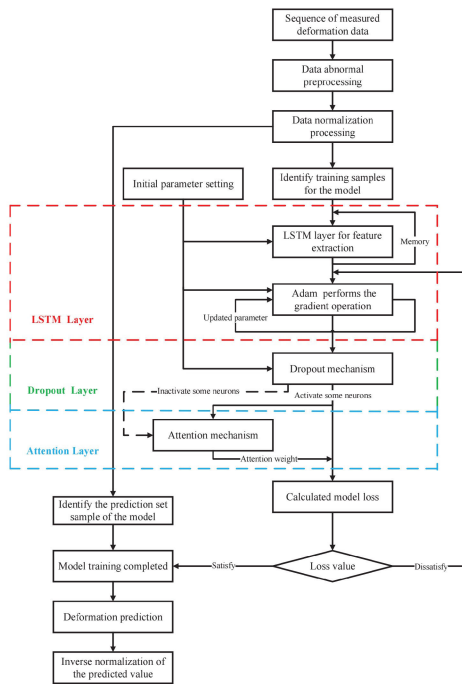 Sequence of measured
deformation data
Data abnormal
preprocessing
Data normalization
processing
Initial parameter setting
Identify training samples
for the model
LSTM layer for feature
extraction
Memory
Adam performs the
gradient operation
Updated parameter
LSTM Layer
Dropout mechanism
Inactivate some neurons
Activate some neurons
Dropout Layer
Attention mechanism
Attention Layer
Attention weight
Identify the prediction set
sample of the model
Calculated model loss
Model training completed
Satisfy
Loss value
Dissatisfy
Deformation prediction
Inverse normalization of
the predicted value